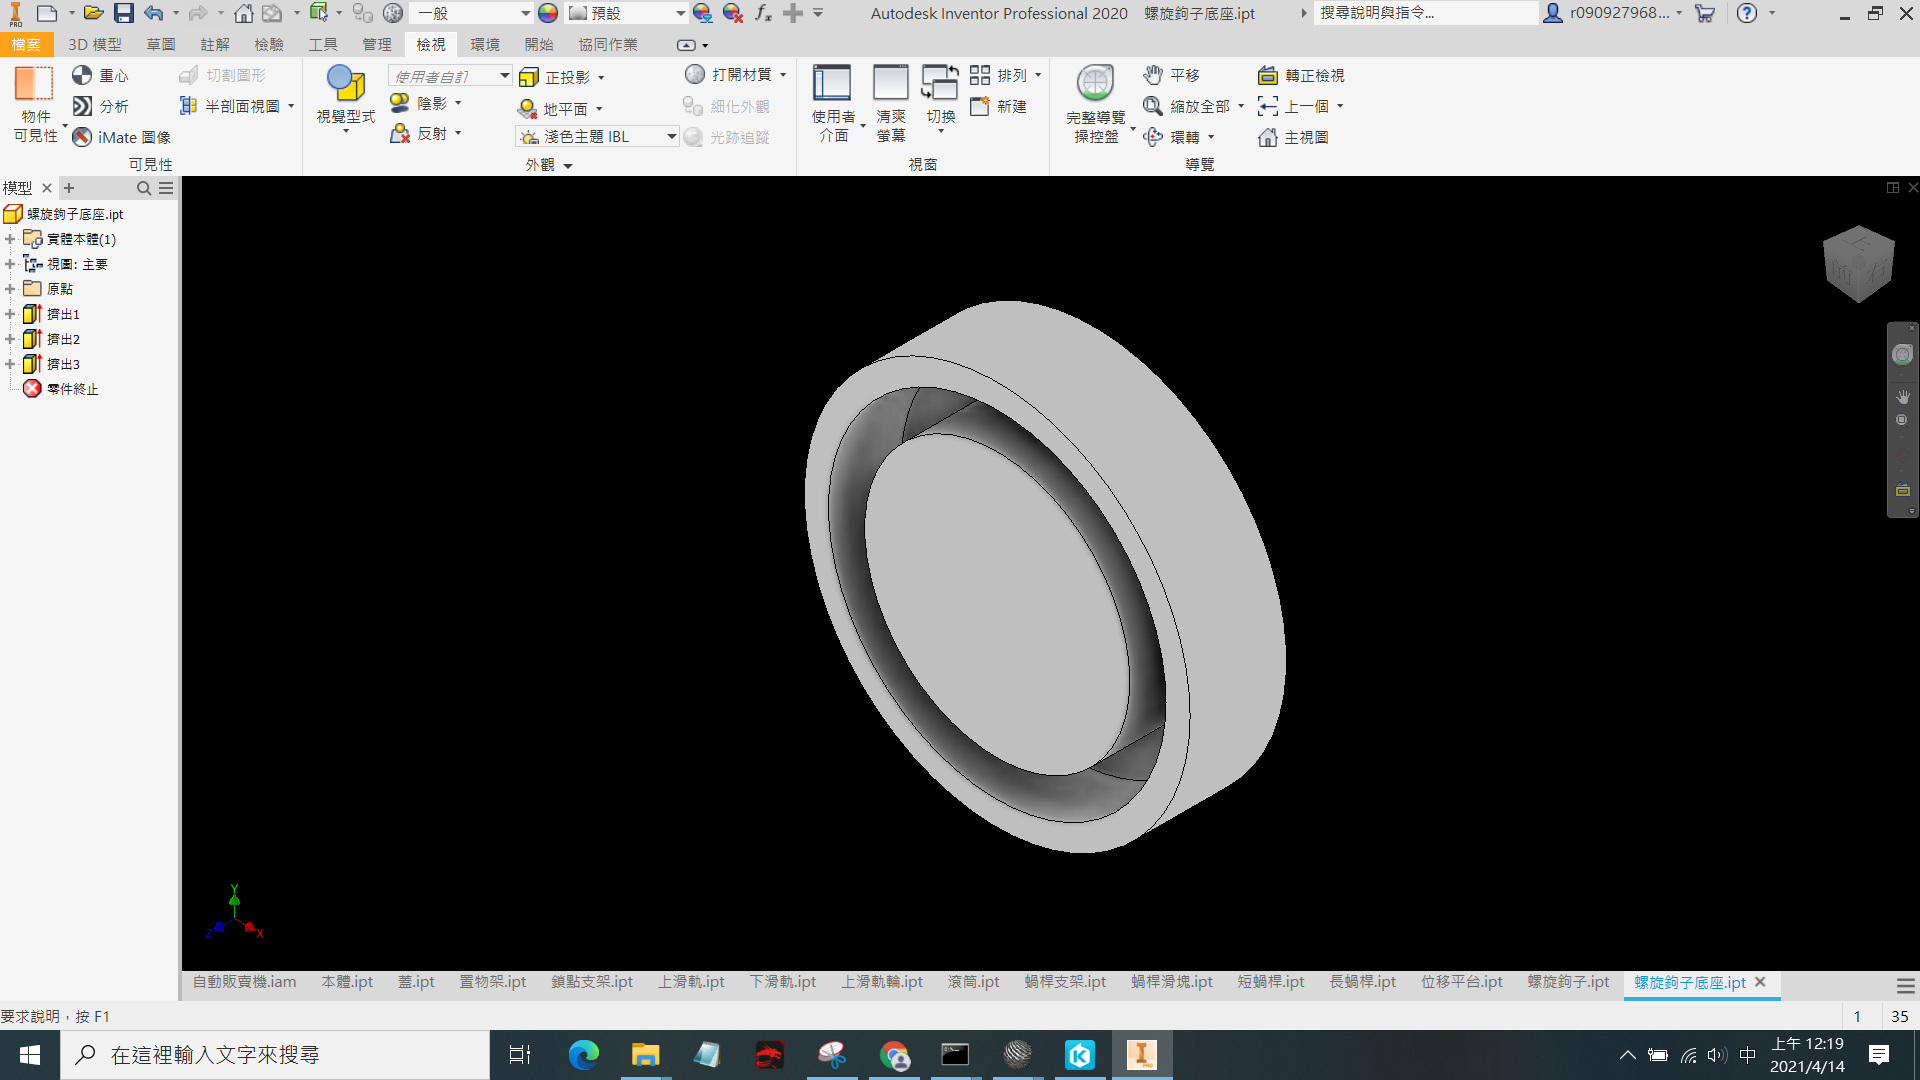 PRO
一般
預設
fx
Autodesk Inventor Professional 2020 螺旋鉤子底座.ipt
搜尋說明與指令...
r090927968...
檔案 3D 模型 草圖 註解 檢驗 工具 管理 檢視 環境 開始 協同作業
物件
可見性
重心
分析
iMate 圖像
切割圖形
半剖面視圖
可見性
視覺型式
使用者自訂
陰影
反射
正投影
地平面
淺色主題 IBL
打開材質
細化外觀
光跡追蹤
外觀
使用者
介面
清爽
螢幕
切換
排列
新建
視窗
完整導覽
操控盤
平移
縮放全部
環轉
轉正檢視
上一個
主視圖
導覽
模型
螺旋鉤子底座.ipt
實體本體(1)
視圖: 主要
原點
擠出1
擠出2
擠出3
零件終止
上
前
右
Y
Z
X
自動販賣機.iam 本體.ipt 蓋.ipt 置物架.ipt 鎖點支架.ipt 上滑軌.ipt 下滑軌.ipt 上滑軌輪.ipt 滾筒.ipt 蝸桿支架.ipt 蝸桿滑塊.ipt 短蝸桿.ipt 長蝸桿.ipt 位移平台.ipt 螺旋鉤子.ipt 螺旋鉤子底座.ipt
要求說明，按 F1
1 35
在這裡輸入文字來搜尋
中
上午 12:19
2021/4/14